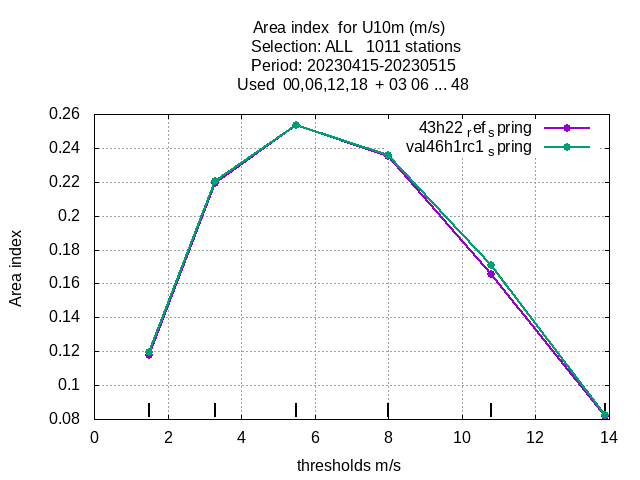 Area index  for U10m (m/s)
Selection: ALL   1011 stations
Period: 20230415-20230515
Used  00,06,12,18  + 03 06 ... 48
0.26
0.24
0.22
0.2
0.18
0.16
0.14
0.12
0.1
0.08
Area index
43h22 ref spring
val46h1rc1 spring
0 2 4 6 8 10 12 14
thresholds m/s